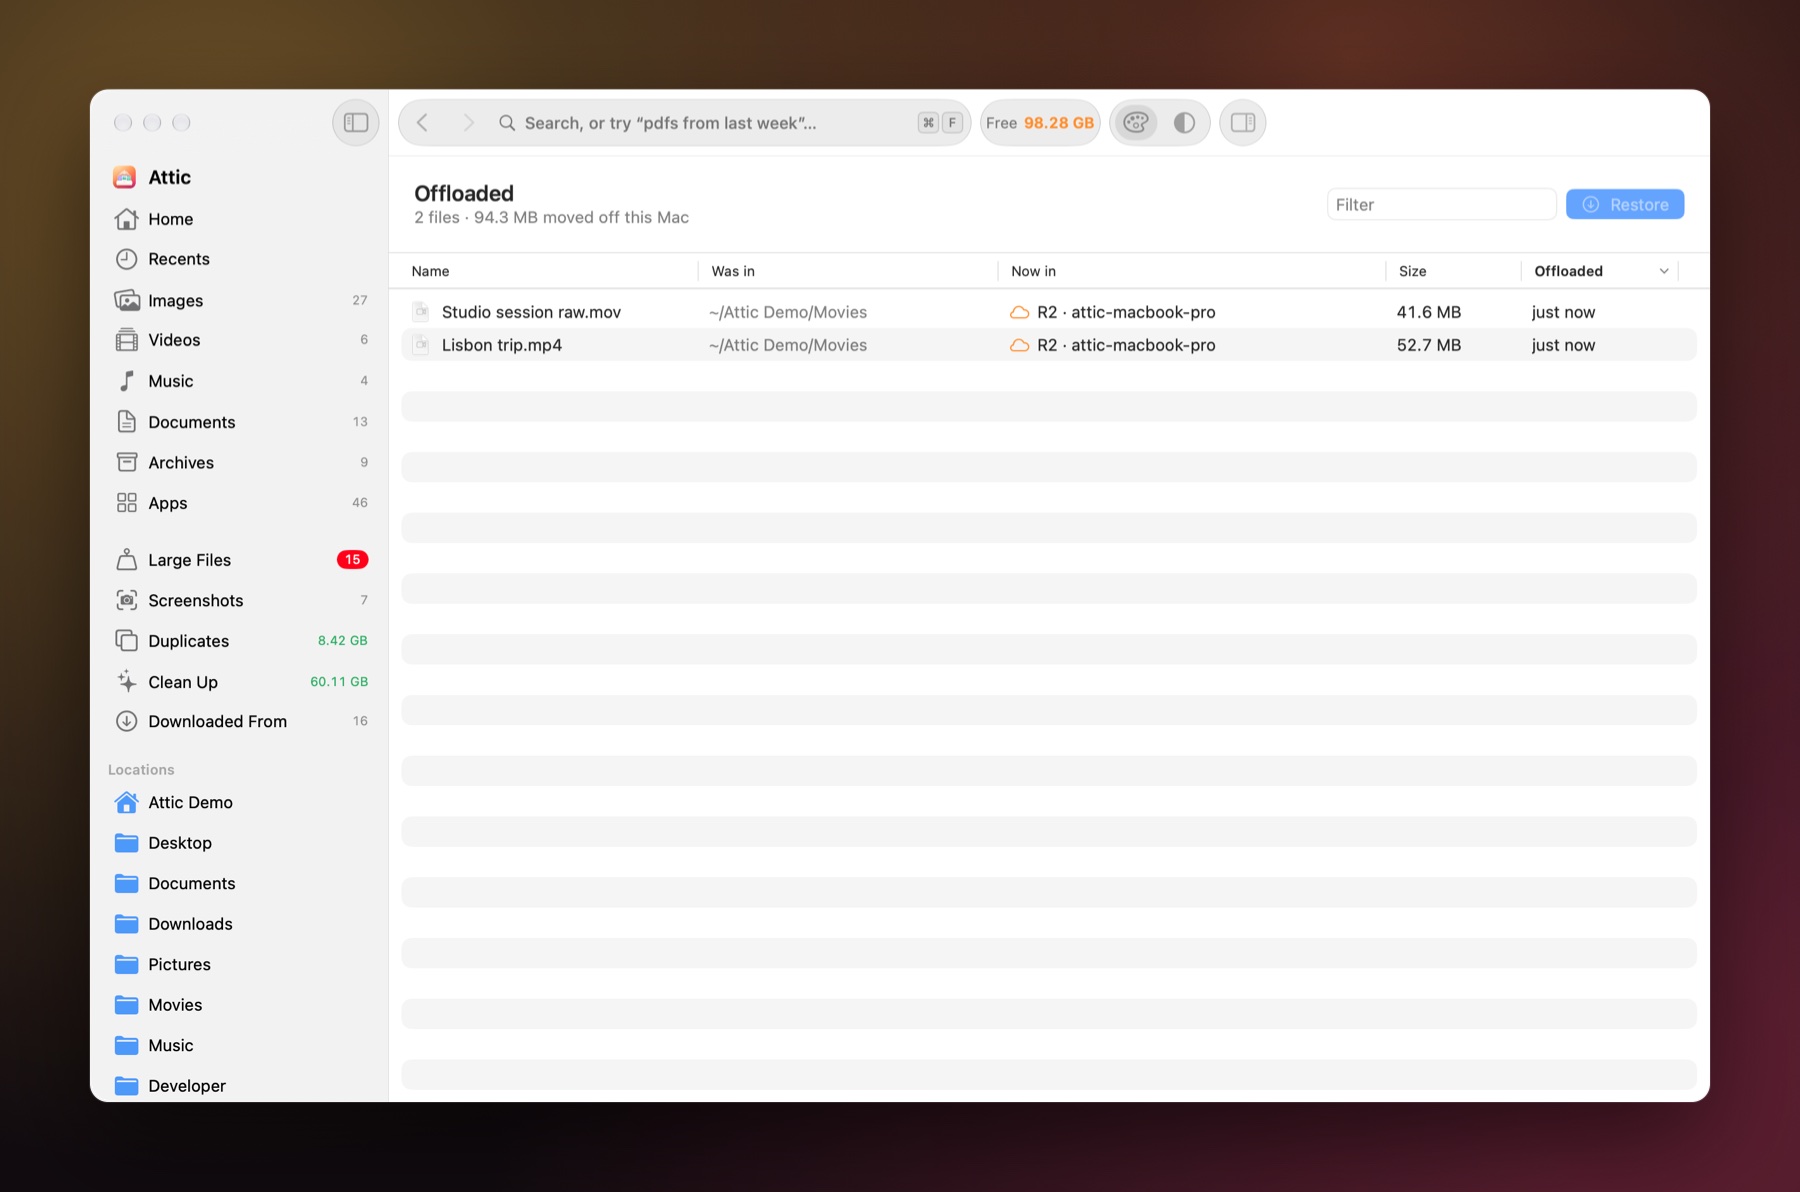 Search, or try “pdfs from last week”...
⌘ F
Free 98.28 GB
Attic
Home
Recents
Images 27
Videos 6
Music 4
Documents 13
Archives 9
Apps 46
Large Files 15
Screenshots 7
Duplicates 8.42 GB
Clean Up 60.11 GB
Downloaded From 16
Locations
Attic Demo
Desktop
Documents
Downloads
Pictures
Movies
Music
Developer
Offloaded
2 files · 94.3 MB moved off this Mac
Filter
Restore
Name Was in Now in Size Offloaded
Studio session raw.mov ~/Attic Demo/Movies R2 · attic-macbook-pro 41.6 MB just now
Lisbon trip.mp4 ~/Attic Demo/Movies R2 · attic-macbook-pro 52.7 MB just now